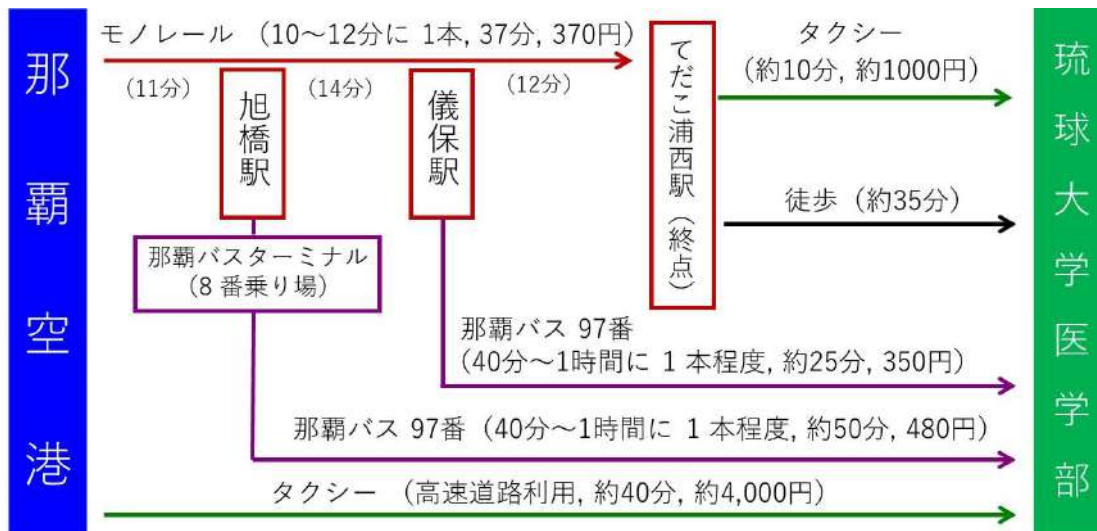 那覇空港
モノレール（10～12分に 1本, 37分, 370円）
(11分)
(14分)
(12分)
旭橋駅
儀保駅
てだこ浦西駅（終点）
タクシー
(約10分, 約1000円)
徒歩（約35分）
那覇バスターミナル
(8 番乗り場)
那覇バス 97番
(40分～1時間に 1 本程度, 約25分, 350円)
那覇バス 97番（40分～1時間に 1 本程度, 約50分, 480円)
タクシー （高速道路利用, 約40分, 約4,000円)
琉球大学医学部